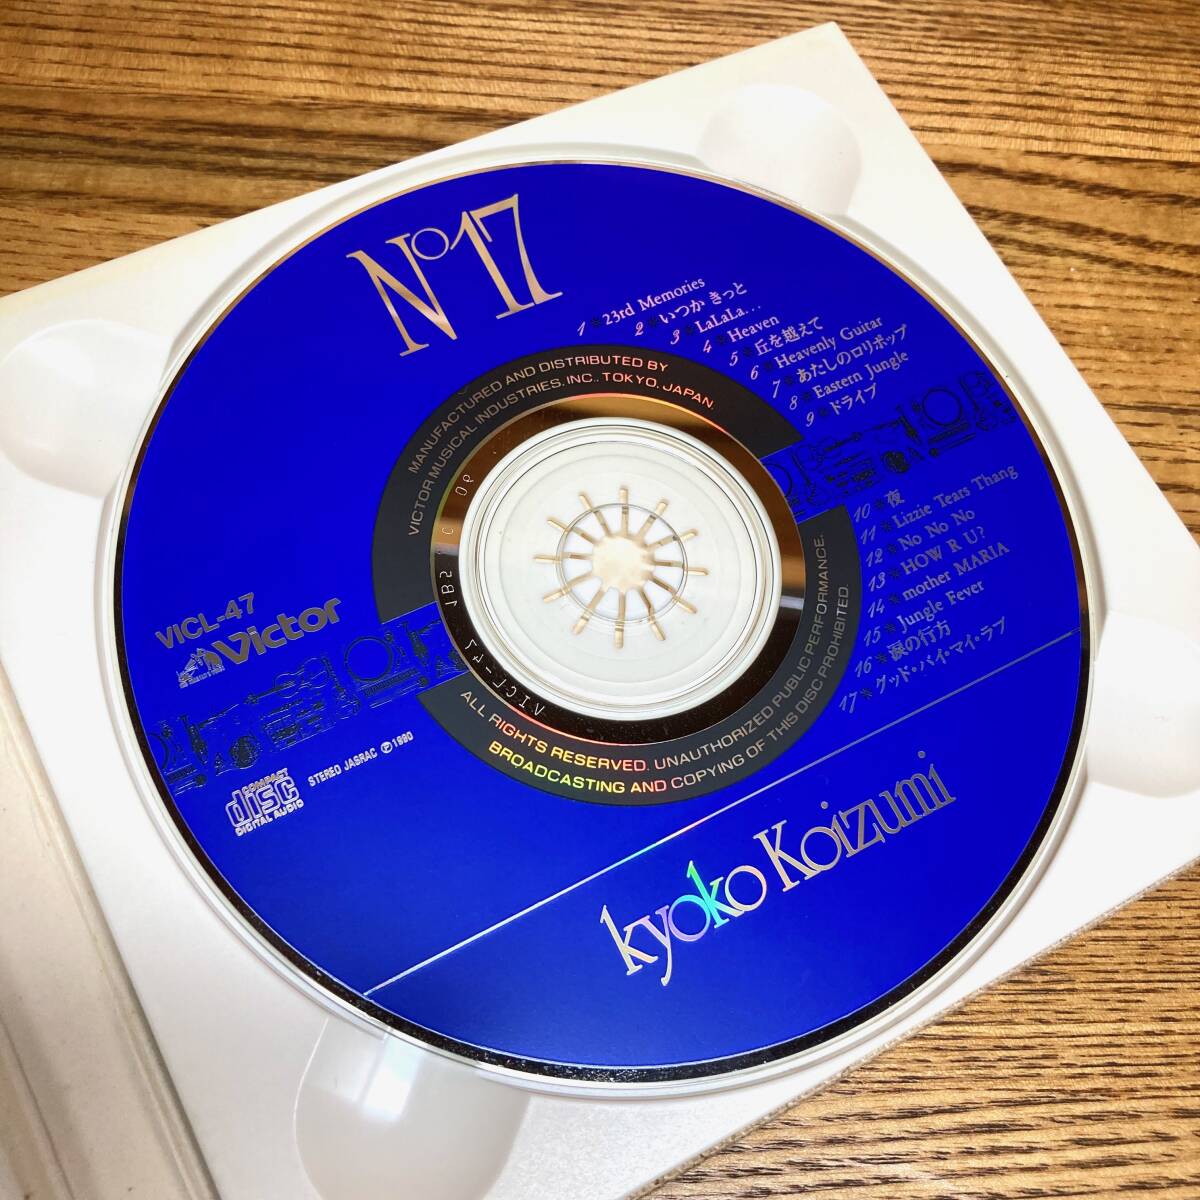 Nº17
1 * 23rd Memories
2 * いつか きっと
3 * LaLaLa...
4 * Heaven
5 * 丘を越えて
6 * Heavenly Guitar
7 * あたしのロリポップ
8 * Eastern Jungle
9 * ドライブ
10 * 夜
11 * Lizzie Tears Thang
12 * No No No
13 * HOW R U?
14 * mother MARIA
15 * Jungle Fever
16 * 涙の行方
17 * グッド・バイ・マイ・ラブ
MANUFACTURED AND DISTRIBUTED BY
VICTOR MUSICAL INDUSTRIES, INC., TOKYO, JAPAN.
VICL-47
Victor
COMPACT
disc
DIGITAL AUDIO
STEREO JASRAC ℗1990
ALL RIGHTS RESERVED. UNAUTHORIZED PUBLIC PERFORMANCE.
BROADCASTING AND COPYING OF THIS DISC PROHIBITED.
kyoko Koizumi